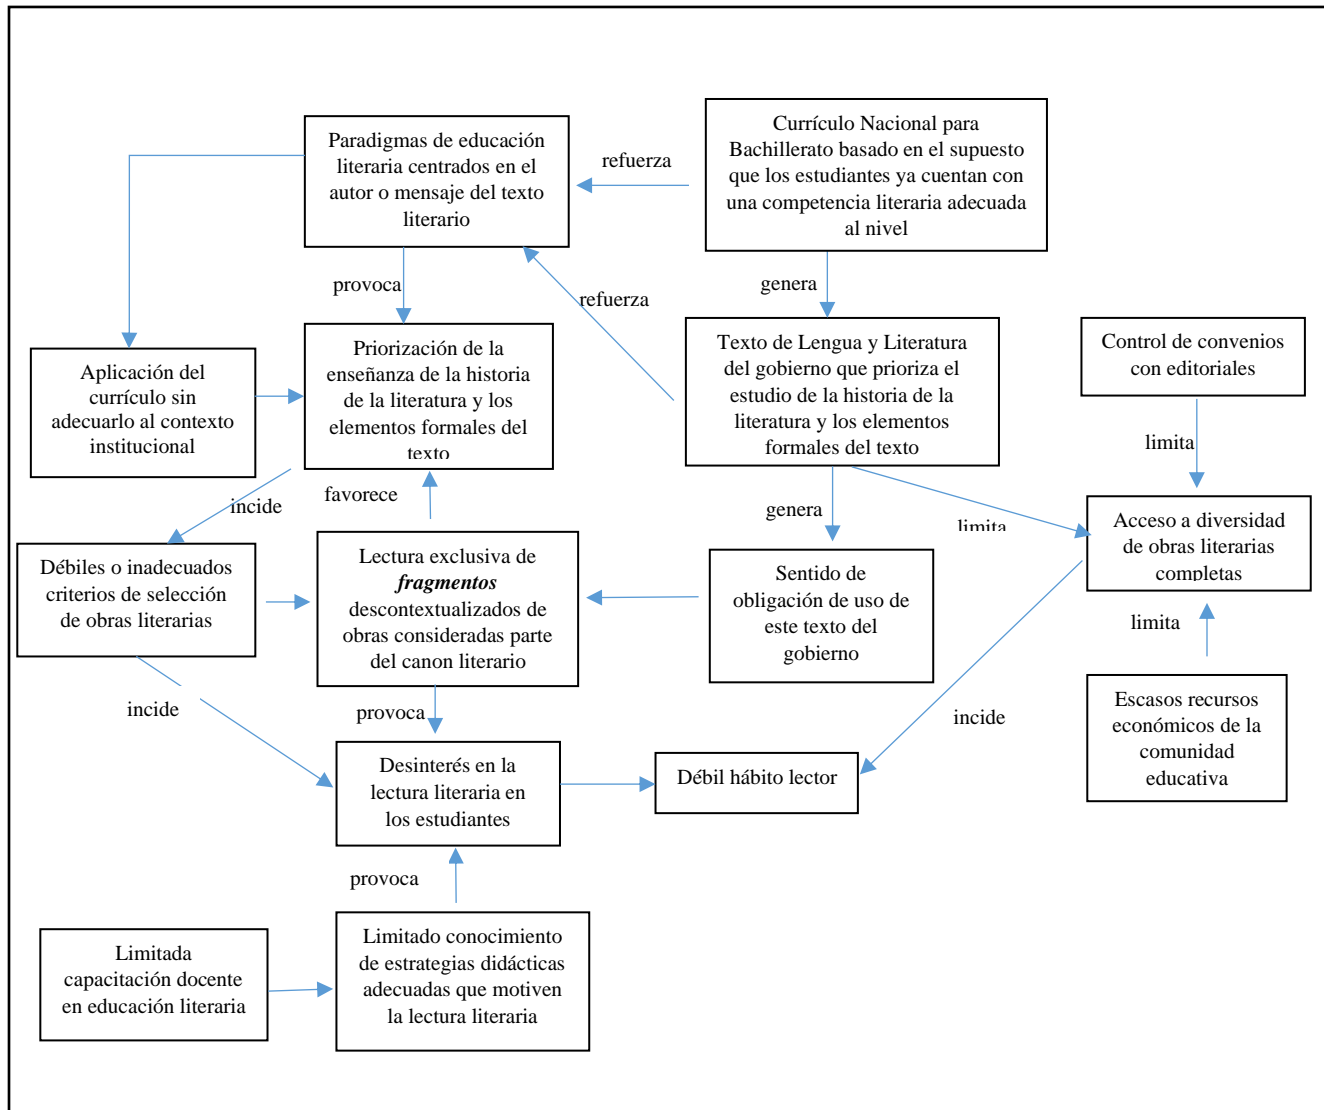 Paradigmas de educación
literaria centrados en el
autor o mensaje del texto
literario
refuerza
Currículo Nacional para
Bachillerato basado en el supuesto
que los estudiantes ya cuentan con
una competencia literaria adecuada
al nivel
provoca
refuerza
genera
Aplicación del
currículo sin
adecuarlo al contexto
institucional
Priorización de la
enseñanza de la historia
de la literatura y los
elementos formales del
texto
Texto de Lengua y Literatura
del gobierno que prioriza el
estudio de la historia de la
literatura y los elementos
formales del texto
Control de convenios
con editoriales
limita
incide
favorece
genera
limita
Acceso a diversidad
de obras literarias
completas
Débiles o inadecuados
criterios de selección
de obras literarias
Lectura exclusiva de
fragmentos
descontextualizados de
obras consideradas parte
del canon literario
Sentido de
obligación de uso de
este texto del
gobierno
limita
incide
provoca
incide
Escasos recursos
económicos de la
comunidad
educativa
Desinterés en la
lectura literaria en
los estudiantes
Débil hábito lector
provoca
Limitada
capacitación docente
en educación literaria
Limitado conocimiento
de estrategias didácticas
adecuadas que motiven
la lectura literaria